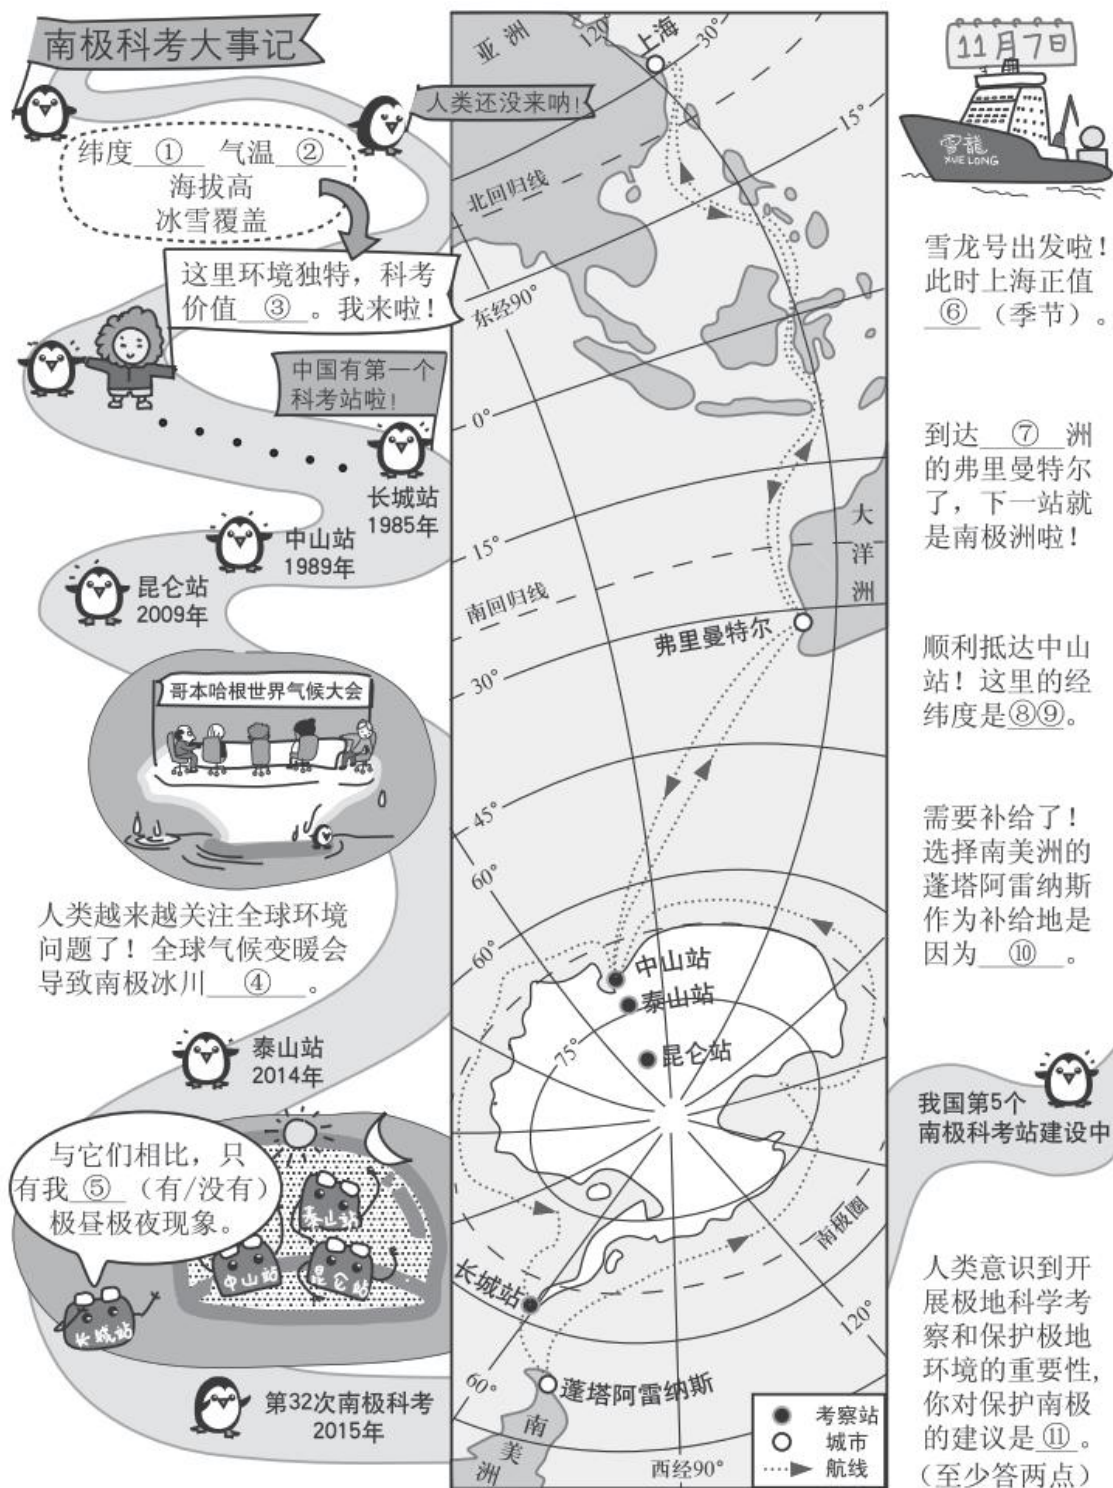 南极科考大事记
人类还没来呐！
纬度 ① 气温 ②
海拔高
冰雪覆盖
这里环境独特，科考
价值 ③ 。我来啦！
中国有第一个
科考站啦！
长城站
1985年
中山站
1989年
昆仑站
2009年
哥本哈根世界气候大会
人类越来越关注全球环境
问题了！全球气候变暖会
导致南极冰川 ④ 。
泰山站
2014年
与它们相比，只
有我 ⑤ （有/没有）
极昼极夜现象。
泰山站
中山站
昆仑站
长城站
第32次南极科考
2015年
亚洲
120°
上海
30°
15°
北回归线
东经90°
0°
15°
大洋洲
南回归线
弗里曼特尔
30°
45°
60°
60°
中山站
泰山站
75°
昆仑站
南极圈
长城站
120°
60°
蓬塔阿雷纳斯
南美洲
西经90°
考察站
城市
航线
11月7日
雪龍
XUE LONG
雪龙号出发啦！
此时上海正值
⑥ （季节）。
到达 ⑦ 洲
的弗里曼特尔
了，下一站就
是南极洲啦！
顺利抵达中山
站！这里的经
纬度是⑧⑨。
需要补给了！
选择南美洲的
蓬塔阿雷纳斯
作为补给地是
因为 ⑩ 。
我国第5个
南极科考站建设中
人类意识到开
展极地科学考
察和保护极地
环境的重要性，
你对保护南极
的建议是⑪。
（至少答两点）